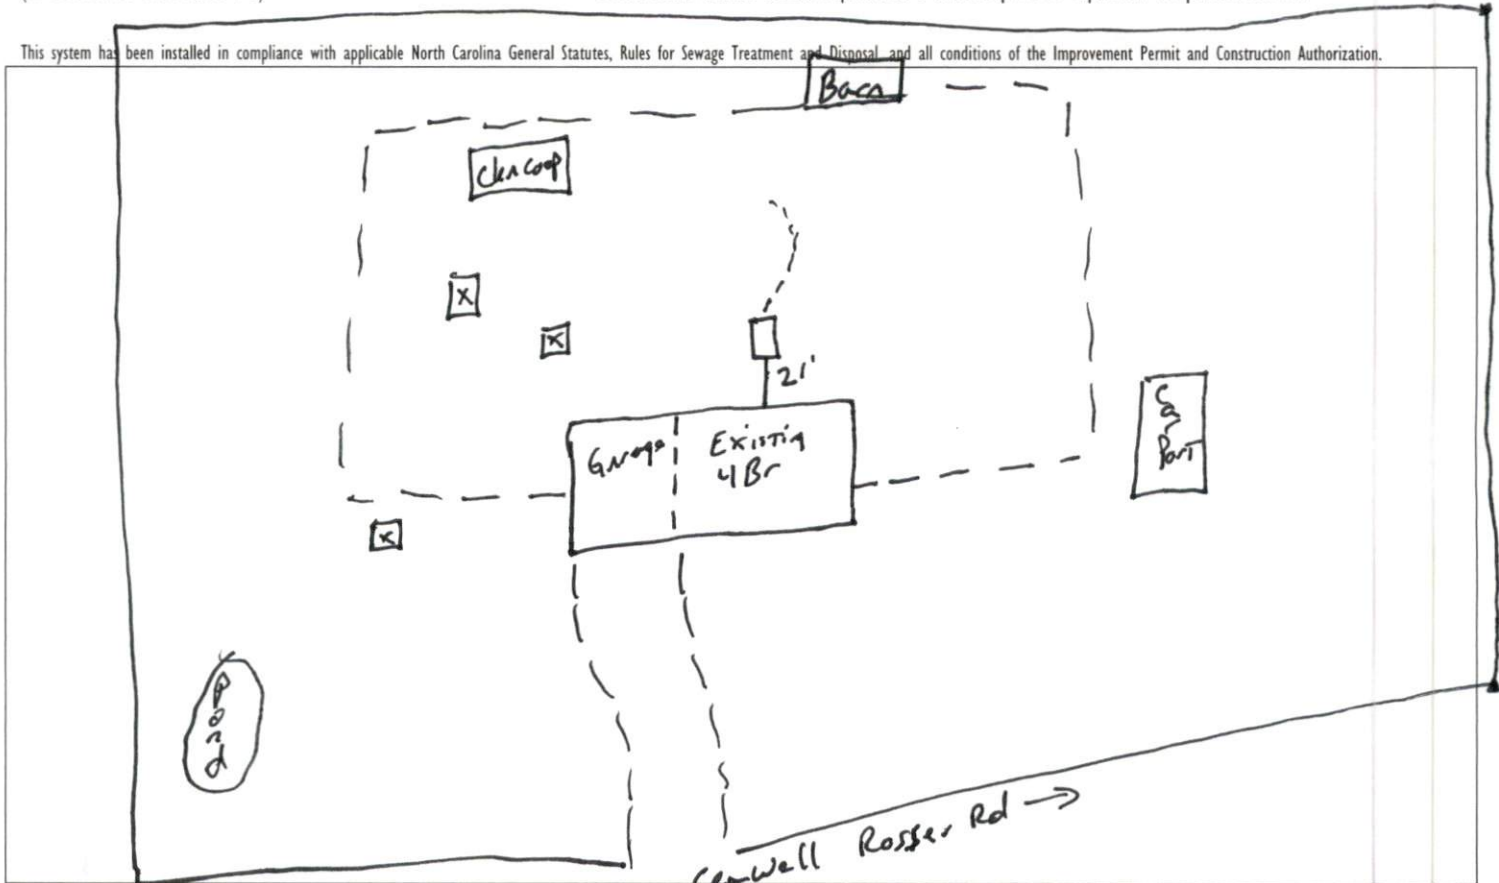 This system has been installed in compliance with applicable North Carolina General Statutes, Rules for Sewage Treatment and Disposal and all conditions of the Improvement Permit and Construction Authorization.
Barn
Chncoop
X
X
21'
Garage
Existing
4Br
Car
Port
X
Pond
Rosser Rd →